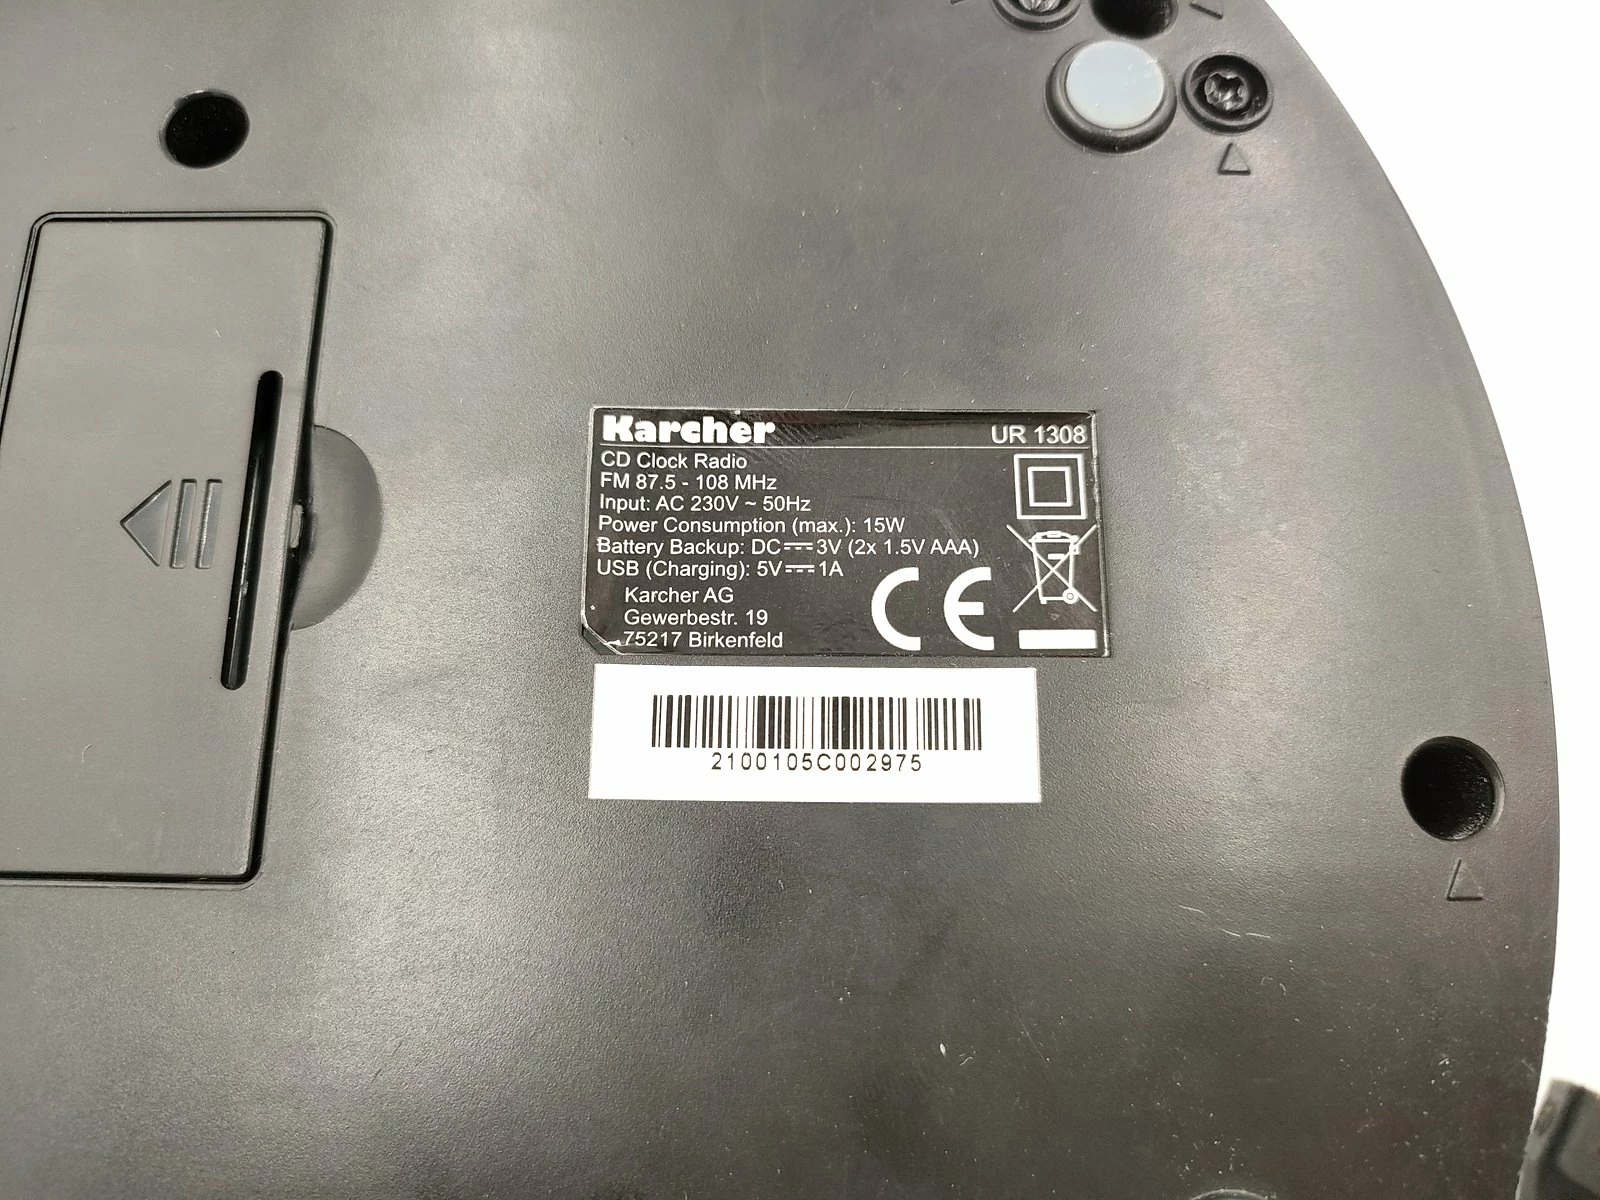 Karcher UR 1308
CD Clock Radio
FM 87.5 - 108 MHz
Input: AC 230V ~ 50Hz
Power Consumption (max.): 15W
Battery Backup: DC⎓3V (2x 1.5V AAA)
USB (Charging): 5V⎓1A
Karcher AG
Gewerbestr. 19
75217 Birkenfeld
CE
2100105C002975